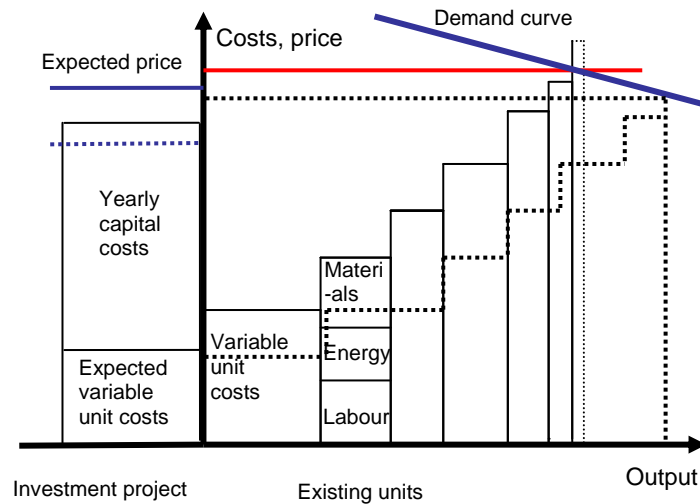 Demand curve
Costs, price
Expected price
Yearly
capital
costs
Materi
-als
Variable
unit
costs
Energy
Expected
variable
unit costs
Labour
Output
Investment project
Existing units